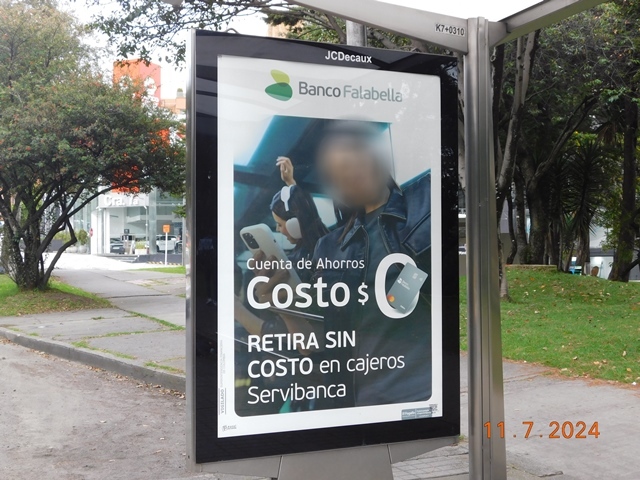 K7+0310
JCDecaux
Banco Falabella
Cuenta de Ahorros
Costo $0
RETIRA SIN
COSTO en cajeros
Servibanca
VIGILADO
11.7.2024